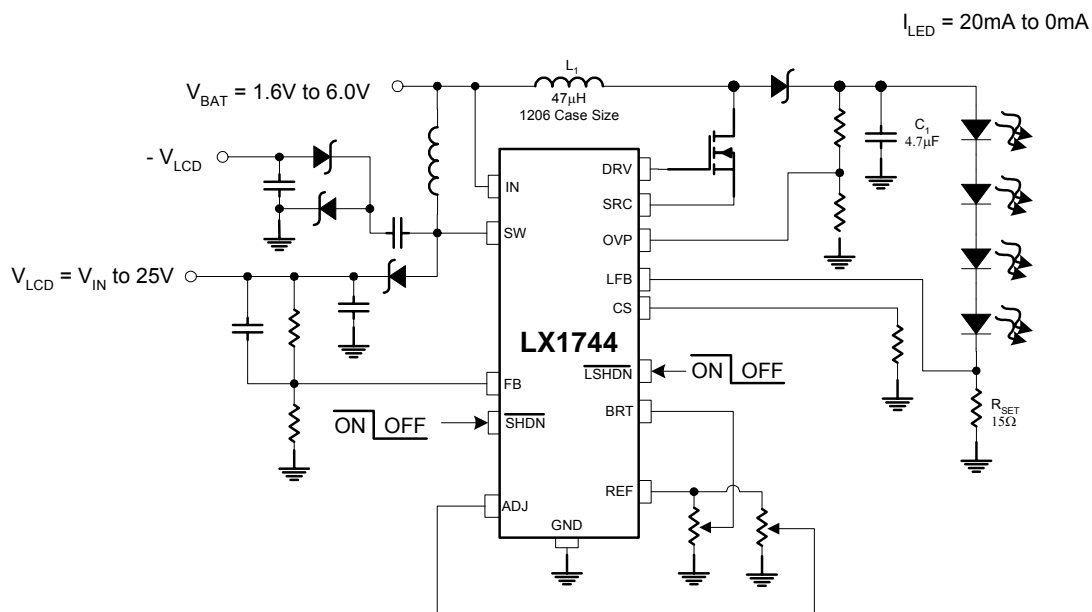 I_LED = 20mA to 0mA
L1
47µH
1206 Case Size
V_BAT = 1.6V to 6.0V
- V_LCD
C1
4.7µF
DRV
IN
SRC
SW
OVP
V_LCD = V_IN to 25V
LFB
CS
LX1744
LSHDN
ON OFF
FB
BRT
R_SET
15Ω
ON OFF
SHDN
REF
ADJ
GND